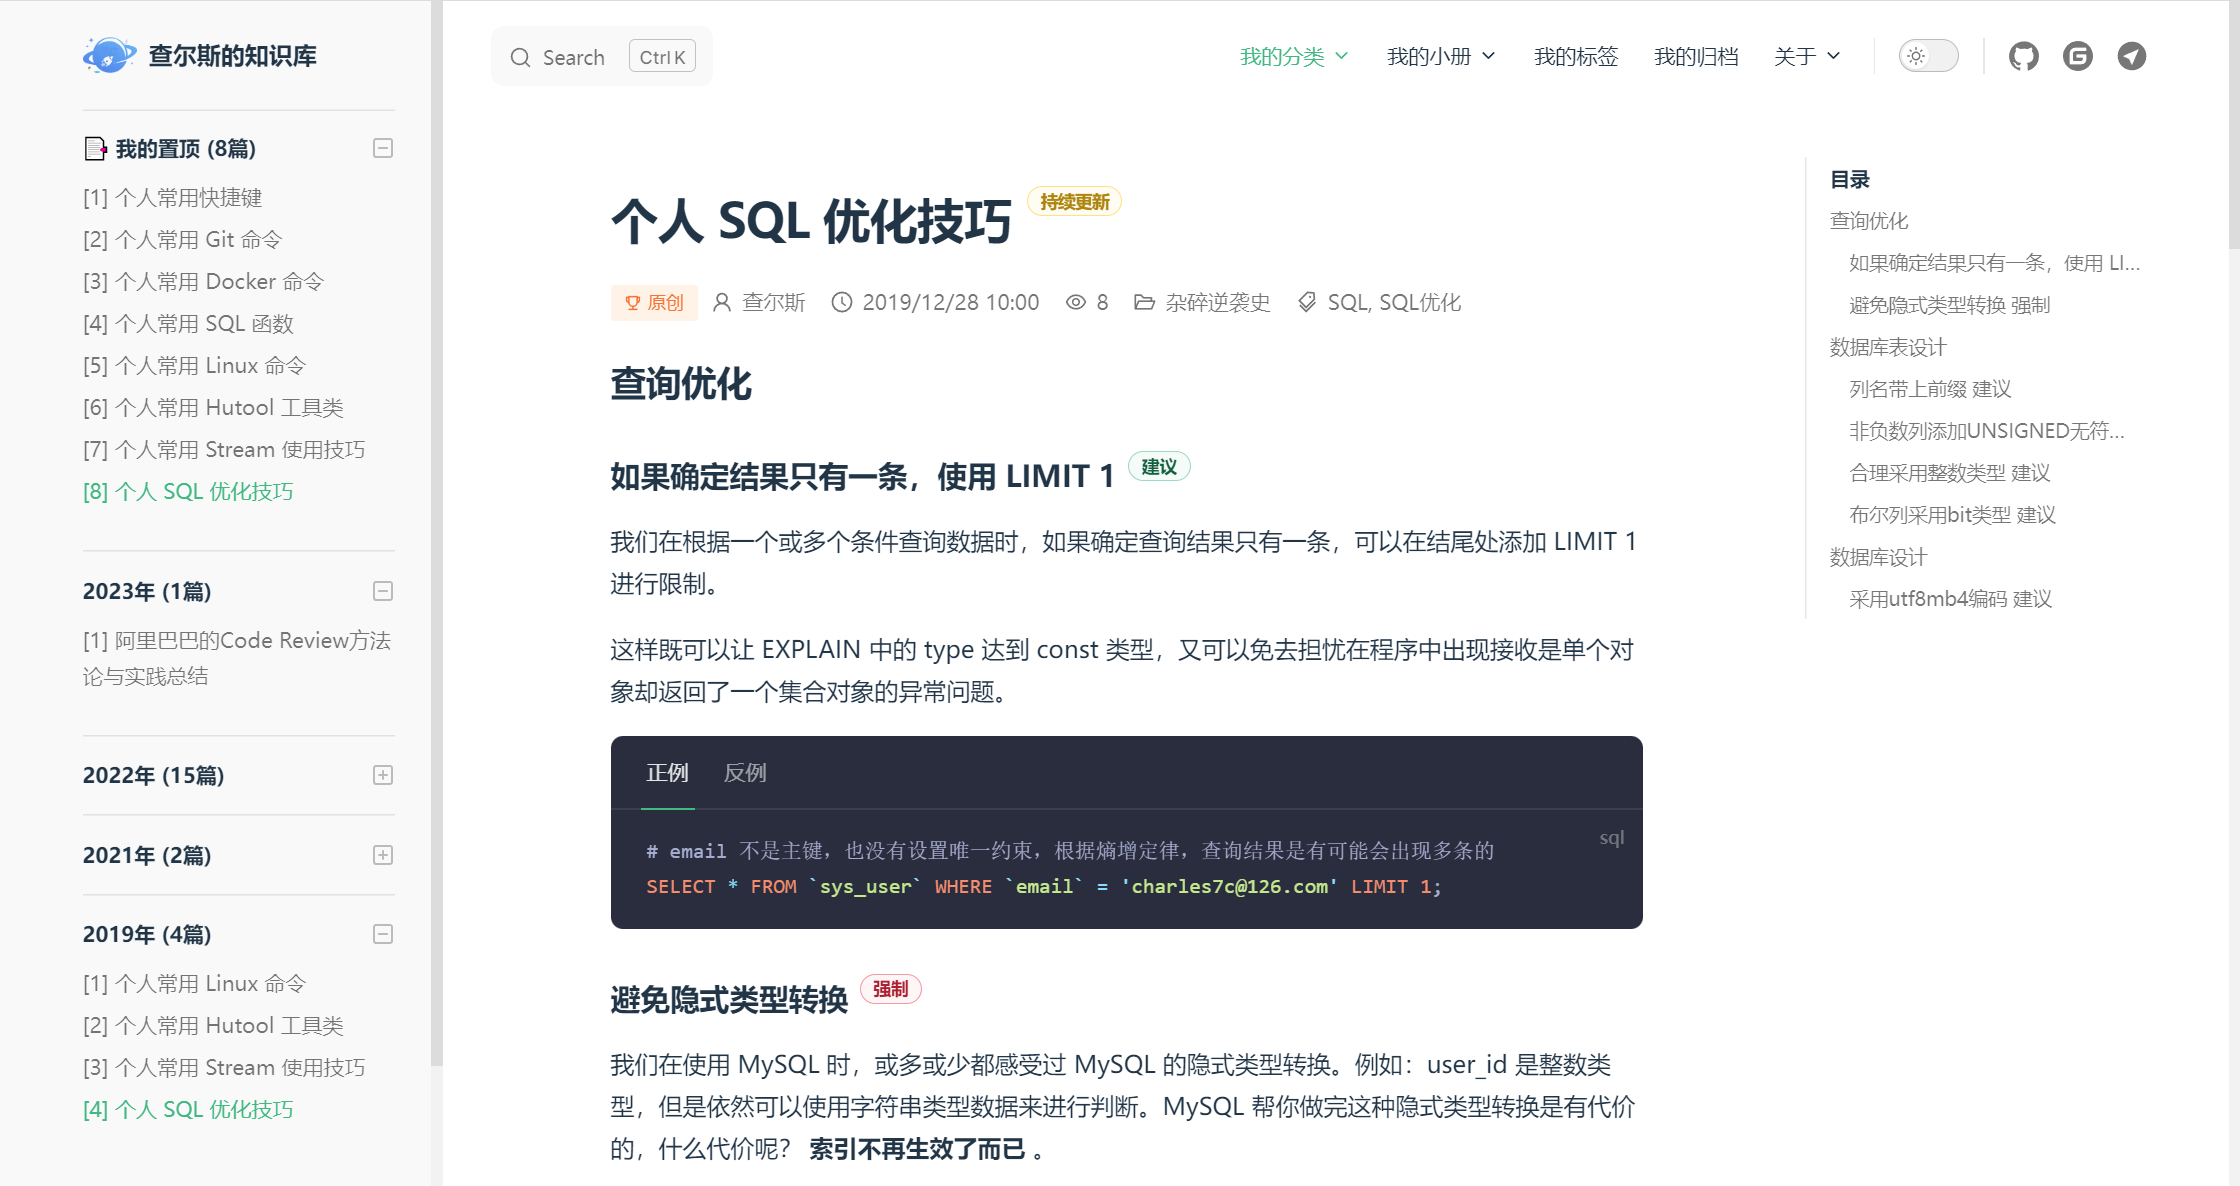 查尔斯的知识库
Search Ctrl K
我的分类 我的小册 我的标签 我的归档 关于
我的置顶 (8篇)
[1] 个人常用快捷键
[2] 个人常用 Git 命令
[3] 个人常用 Docker 命令
[4] 个人常用 SQL 函数
[5] 个人常用 Linux 命令
[6] 个人常用 Hutool 工具类
[7] 个人常用 Stream 使用技巧
[8] 个人 SQL 优化技巧
2023年 (1篇)
[1] 阿里巴巴的Code Review方法
论与实践总结
2022年 (15篇)
2021年 (2篇)
2019年 (4篇)
[1] 个人常用 Linux 命令
[2] 个人常用 Hutool 工具类
[3] 个人常用 Stream 使用技巧
[4] 个人 SQL 优化技巧
个人 SQL 优化技巧 持续更新
原创 查尔斯 2019/12/28 10:00 8 杂碎逆袭史 SQL, SQL优化
查询优化
如果确定结果只有一条，使用 LIMIT 1 建议
我们在根据一个或多个条件查询数据时，如果确定查询结果只有一条，可以在结尾处添加 LIMIT 1
进行限制。
这样既可以让 EXPLAIN 中的 type 达到 const 类型，又可以免去担忧在程序中出现接收是单个对
象却返回了一个集合对象的异常问题。
正例 反例
sql
# email 不是主键，也没有设置唯一约束，根据熵增定律，查询结果是有可能会出现多条的
SELECT * FROM `sys_user` WHERE `email` = 'charles7c@126.com' LIMIT 1;
避免隐式类型转换 强制
我们在使用 MySQL 时，或多或少都感受过 MySQL 的隐式类型转换。例如：user_id 是整数类
型，但是依然可以使用字符串类型数据来进行判断。MySQL 帮你做完这种隐式类型转换是有代价
的，什么代价呢？ 索引不再生效了而已 。
目录
查询优化
如果确定结果只有一条，使用 LI...
避免隐式类型转换 强制
数据库表设计
列名带上前缀 建议
非负数列添加UNSIGNED无符...
合理采用整数类型 建议
布尔列采用bit类型 建议
数据库设计
采用utf8mb4编码 建议